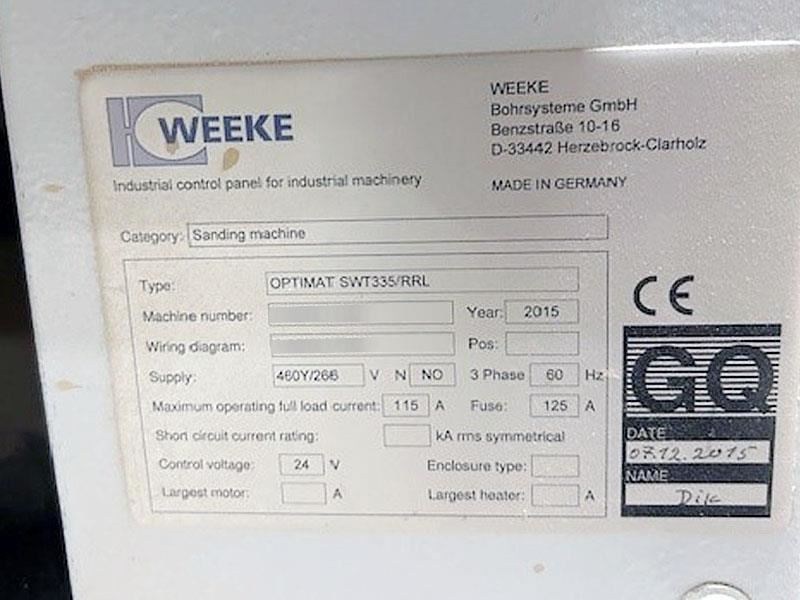 WEEKE
WEEKE
Bohrsysteme GmbH
Benzstraße 10-16
D-33442 Herzebrock-Clarholz
Industrial control panel for industrial machinery
MADE IN GERMANY
Category: Sanding machine
Type: OPTIMAT SWT335/RRL
Machine number: Year: 2015
Wiring diagram: Pos:
Supply: 460Y/266 V N NO 3 Phase 60 Hz
Maximum operating full load current: 115 A Fuse: 125 A
Short circuit current rating: kA rms symmetrical
Control voltage: 24 V Enclosure type:
Largest motor: A Largest heater: A
CE
GQ
DATE
07.12.2015
NAME